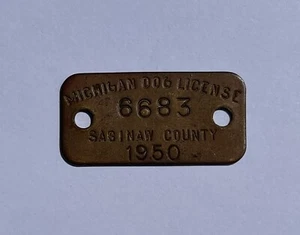 MICHIGAN DOG LICENSE
6683
SAGINAW COUNTY
1950